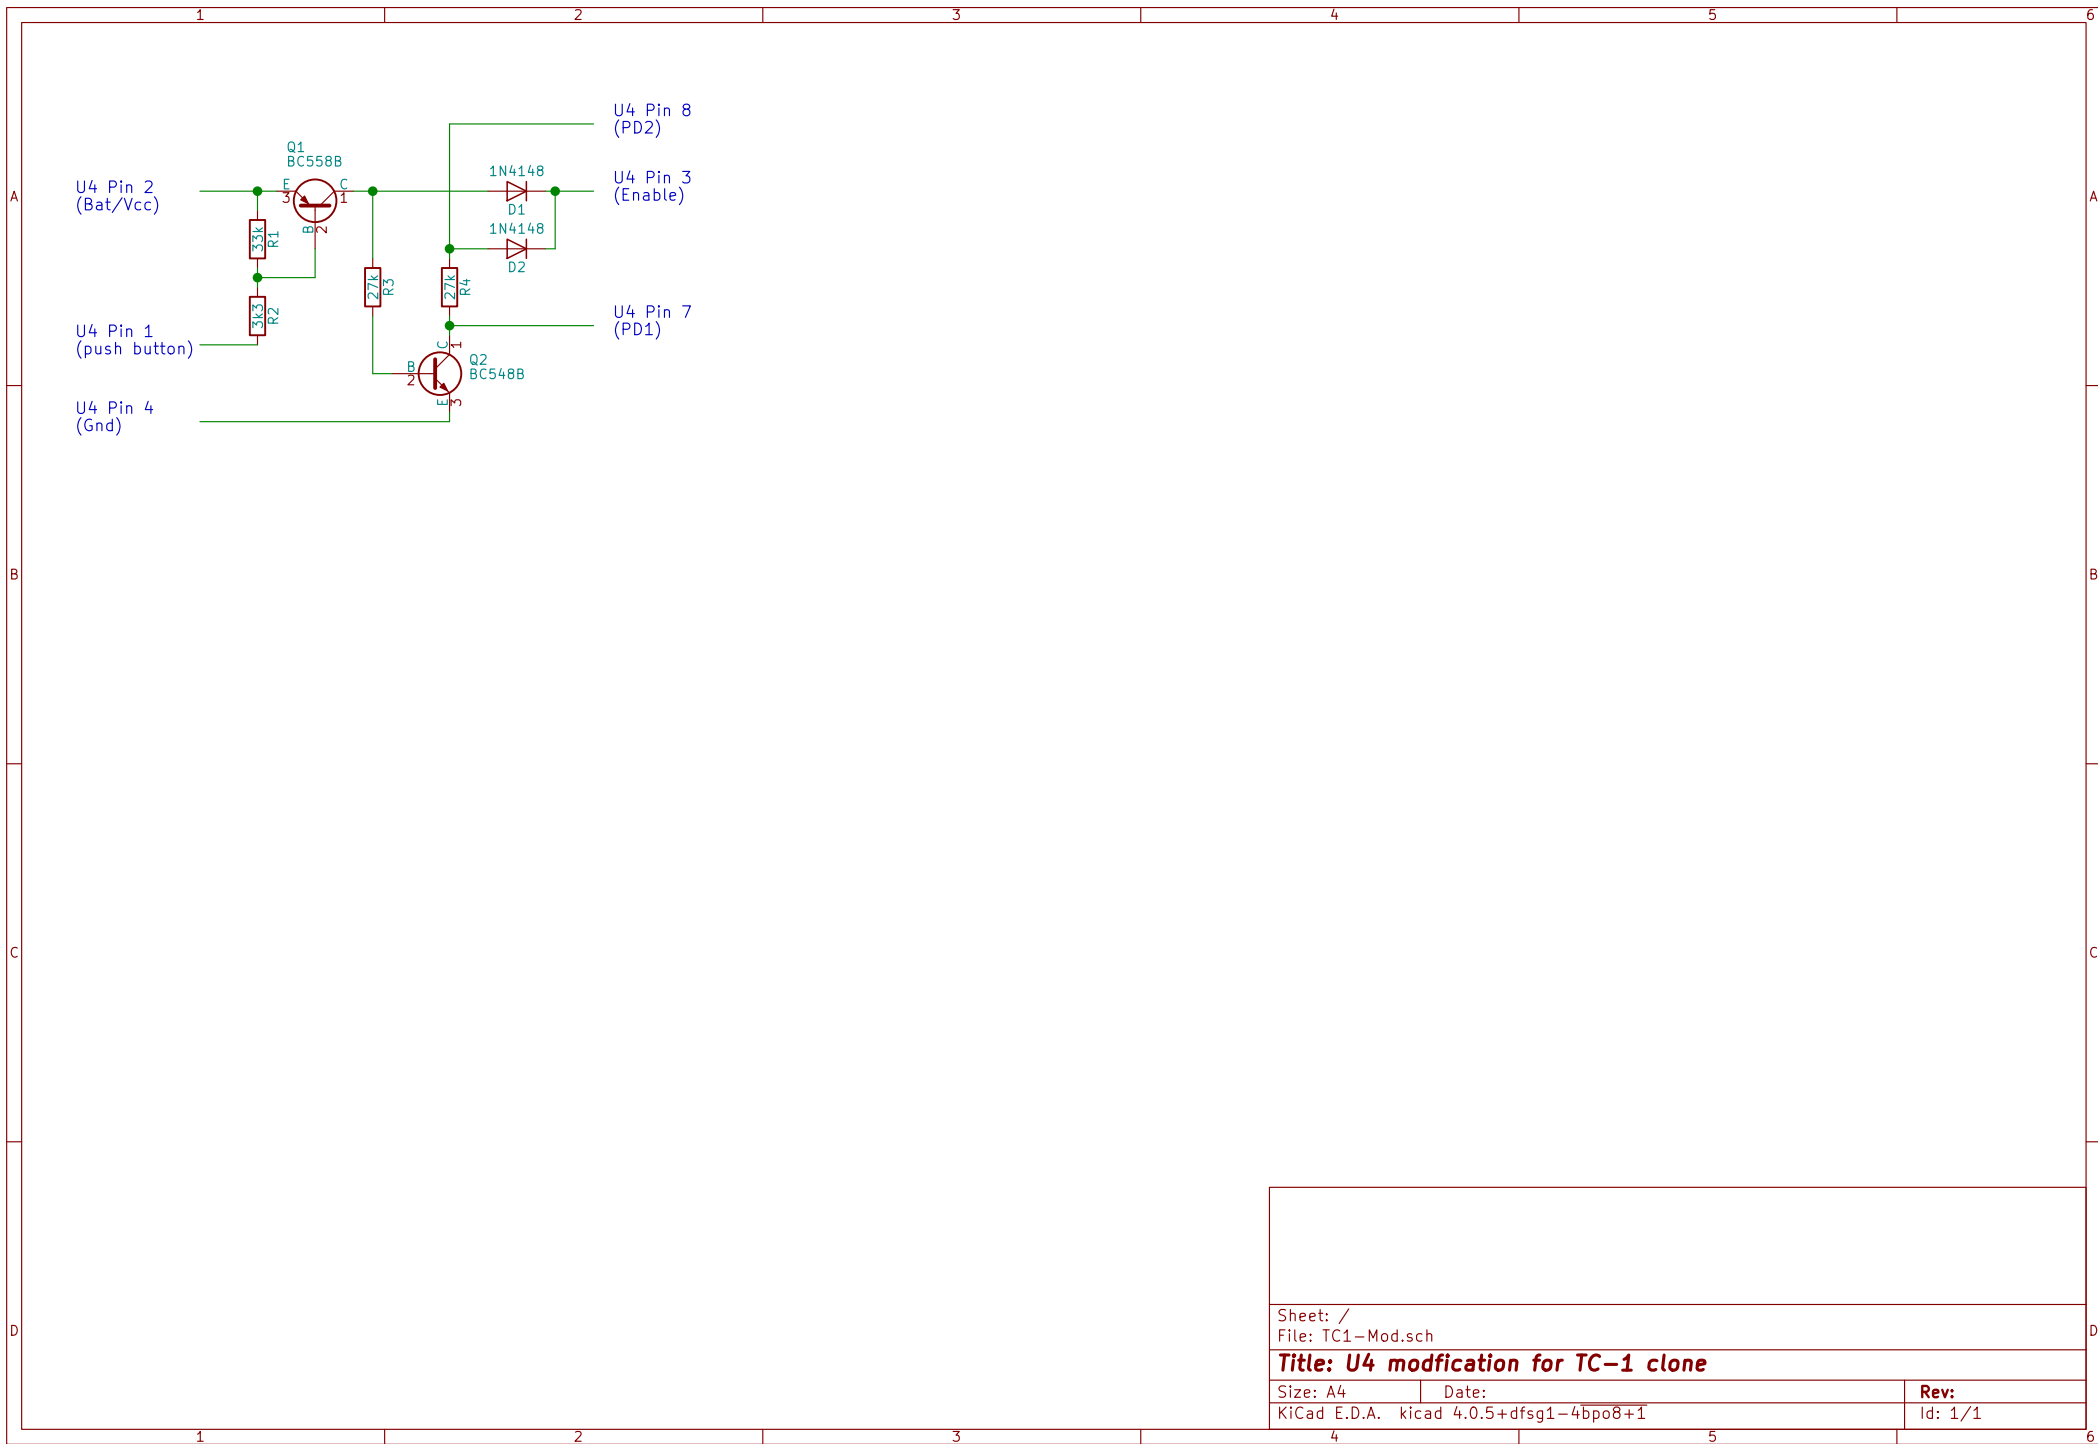 1 2 3 4 5 6
U4 Pin 8
(PD2)
Q1
BC558B
1N4148
U4 Pin 3
(Enable)
U4 Pin 2
(Bat/Vcc)
E
3
C
1
A
A
D1
33k
R1
B
2
1N4148
D2
27k
R3
27k
R4
3k3
R2
U4 Pin 7
(PD1)
U4 Pin 1
(push button)
C
1
B
2
Q2
BC548B
E
3
U4 Pin 4
(Gnd)
B
B
C
C
D
D
Sheet: /
File: TC1-Mod.sch
Title: U4 modfication for TC-1 clone
Size: A4 Date: Rev:
KiCad E.D.A. kicad 4.0.5+dfsg1-4bpo8+1 Id: 1/1
1 2 3 4 5 6